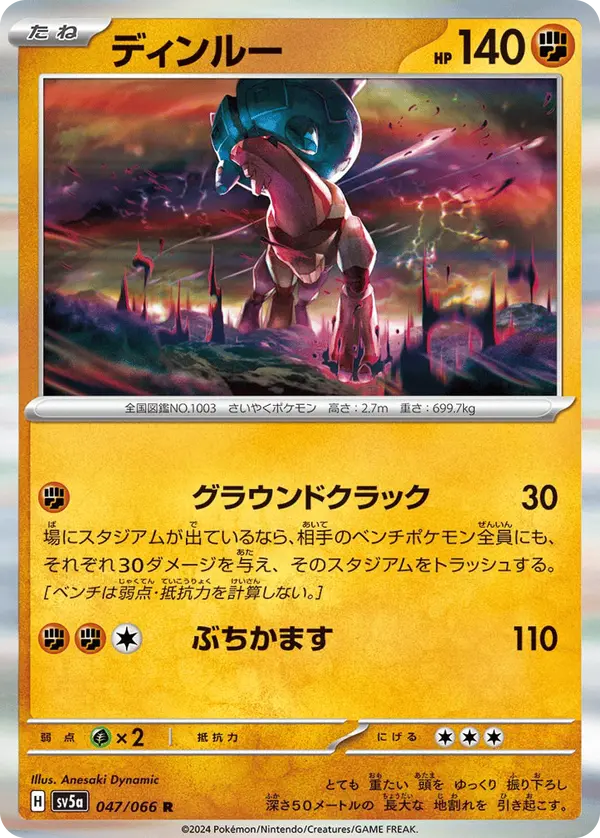 たね ディンルー HP 140
全国図鑑NO.1003 さいやくポケモン 高さ:2.7m 重さ:699.7kg
グラウンドクラック 30
場にスタジアムが出ているなら、相手のベンチポケモン全員にも、
それぞれ30ダメージを与え、そのスタジアムをトラッシュする。
[ベンチは弱点・抵抗力を計算しない。]
ぶちかます 110
弱点 ×2 抵抗力 にげる
Illus. Anesaki Dynamic
H sv5a 047/066 R
とても 重たい 頭を ゆっくり 振り下ろし
深さ50メートルの 長大な 地割れを 引き起こす。
©2024 Pokémon/Nintendo/Creatures/GAME FREAK.